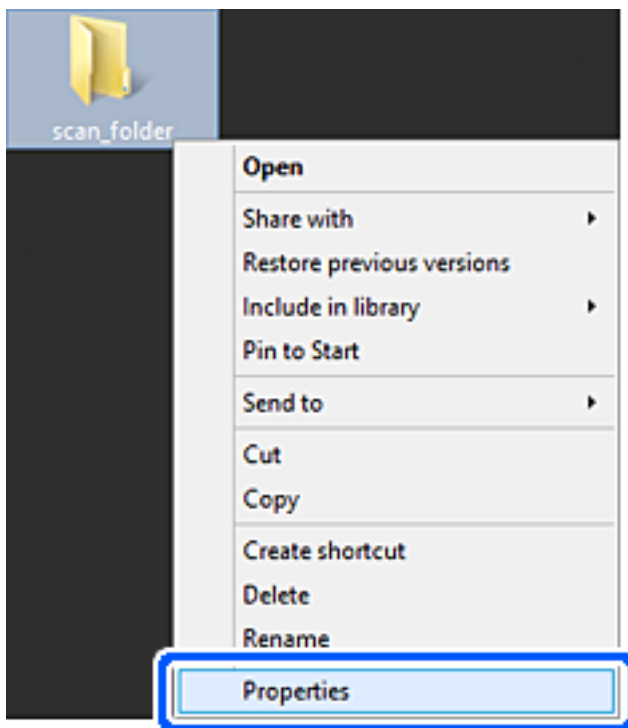 scan_folder
Open
Share with
Restore previous versions
Include in library
Pin to Start
Send to
Cut
Copy
Create shortcut
Delete
Rename
Properties